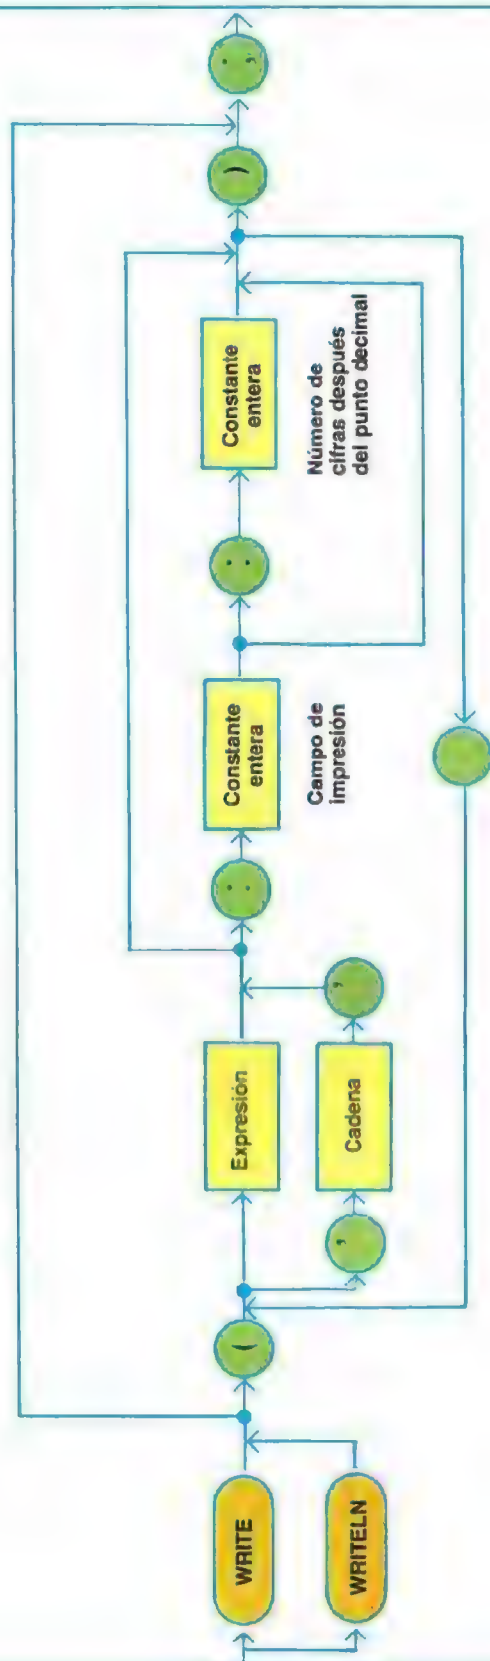 WRITE
WRITELN
(
Expresión
'
Cadena
'
:
Constante
entera
Campo de
impresión
:
Constante
entera
Número de
cifras después
del punto decimal
)
;